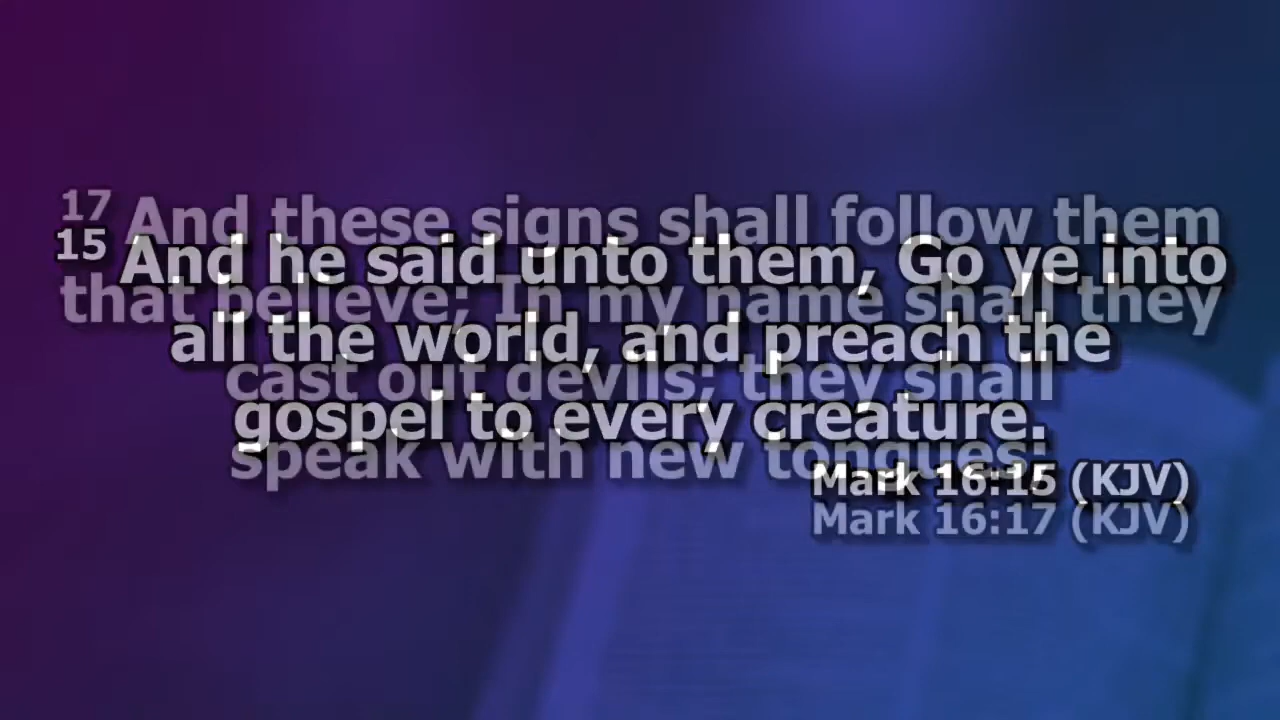 17 And these signs shall follow them
that believe; In my name shall they
cast out devils; they shall
speak with new tongues;
Mark 16:17 (KJV)
15 And he said unto them, Go ye into
all the world, and preach the
gospel to every creature.
Mark 16:15 (KJV)